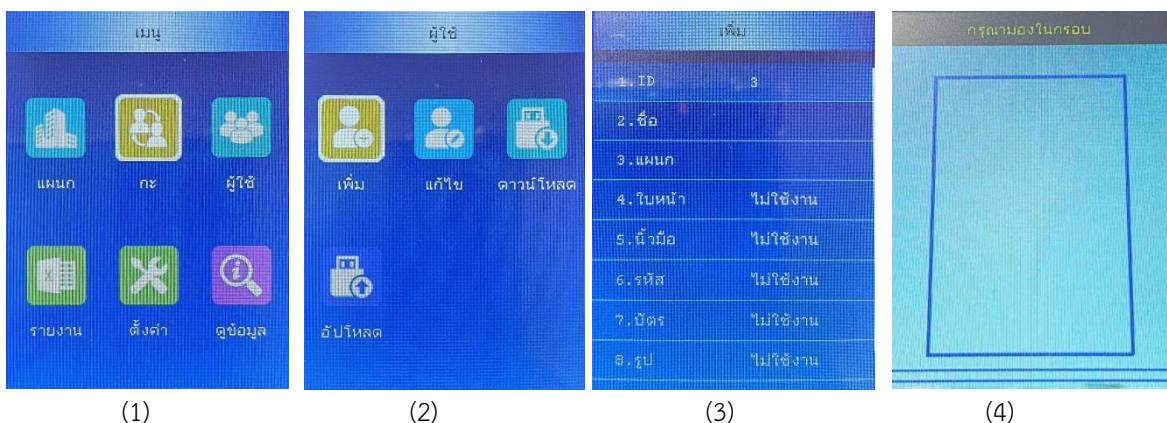 เมนู
แผนก
กะ
ผู้ใช้
รายงาน
ตั้งค่า
ดูข้อมูล
(1)
ผู้ใช้
เพิ่ม
แก้ไข
ดาวน์โหลด
อัปโหลด
(2)
เพิ่ม
1.ID 3
2.ชื่อ
3.แผนก
4.ใบหน้า ไม่ใช้งาน
5.นิ้วมือ ไม่ใช้งาน
6.รหัส ไม่ใช้งาน
7.บัตร ไม่ใช้งาน
8.รูป ไม่ใช้งาน
(3)
กรุณามองในกรอบ
(4)